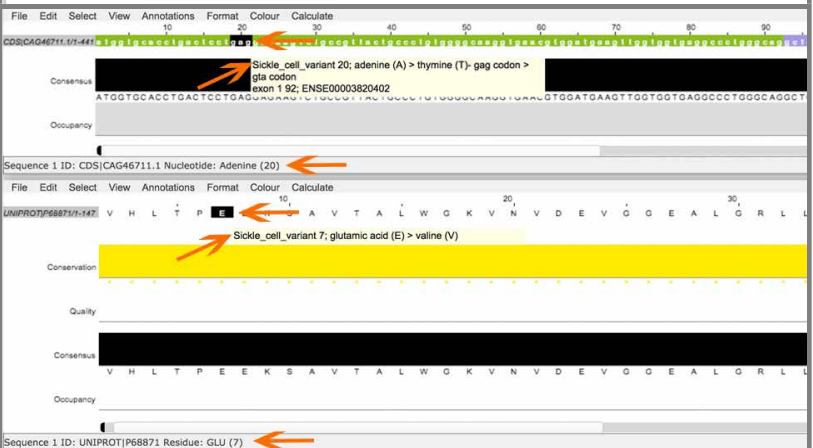 File Edit Select View Annotations Format Colour Calculate
10 20 30 40 50 60 70 80 90
CDS|CAG46711.1/1-441 atggtgcacctgactcctgag
Sickle_cell_variant 20; adenine (A) > thymine (T)- gag codon >
gta codon
exon 1 92; ENSE00003820402
Consensus
ATGGTGCACCTGACTCCTGAGGAGAAGTCTGCCGTTACTGCCCTGTGGGGCAAGGTGAACGTGGATGAAGTTGGTGGTGAGGCCCTGGGCAGGCT
Occupancy
Sequence 1 ID: CDS|CAG46711.1 Nucleotide: Adenine (20)
File Edit Select View Annotations Format Colour Calculate
10 20 30
UNIPROT|P68871/1-147 V H L T P E K S A V T A L W G K V N V D E V G G E A L G R L L
Sickle_cell_variant 7; glutamic acid (E) > valine (V)
Conservation
Quality
Consensus
V H L T P E E K S A V T A L W G K V N V D E V G G E A L G R L L
Occupancy
Sequence 1 ID: UNIPROT|P68871 Residue: GLU (7)